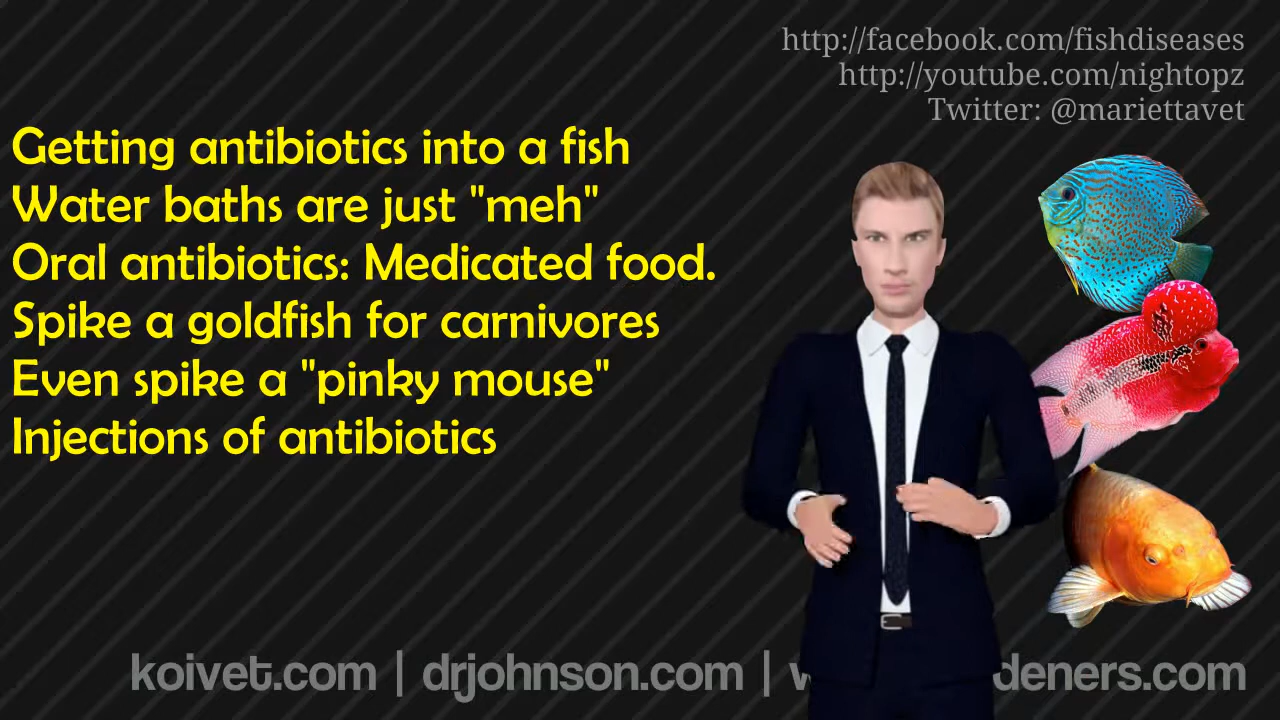 http://facebook.com/fishdiseases
http://youtube.com/nightopz
Twitter: @mariettavet
Getting antibiotics into a fish
Water baths are just "meh"
Oral antibiotics: Medicated food.
Spike a goldfish for carnivores
Even spike a "pinky mouse"
Injections of antibiotics
koivet.com | drjohnson.com |